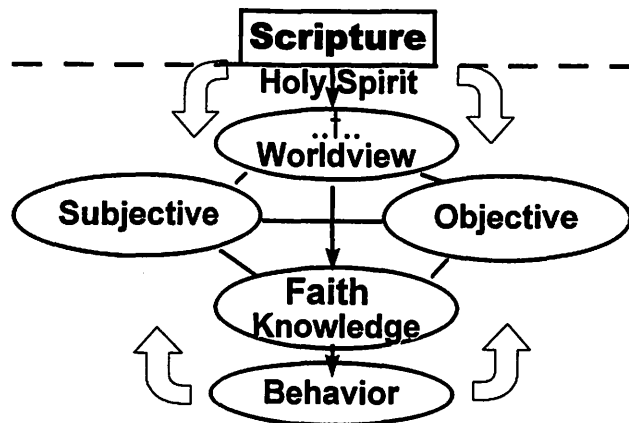 Scripture
Holy Spirit
..†..
Worldview
Subjective
Objective
Faith
Knowledge
Behavior